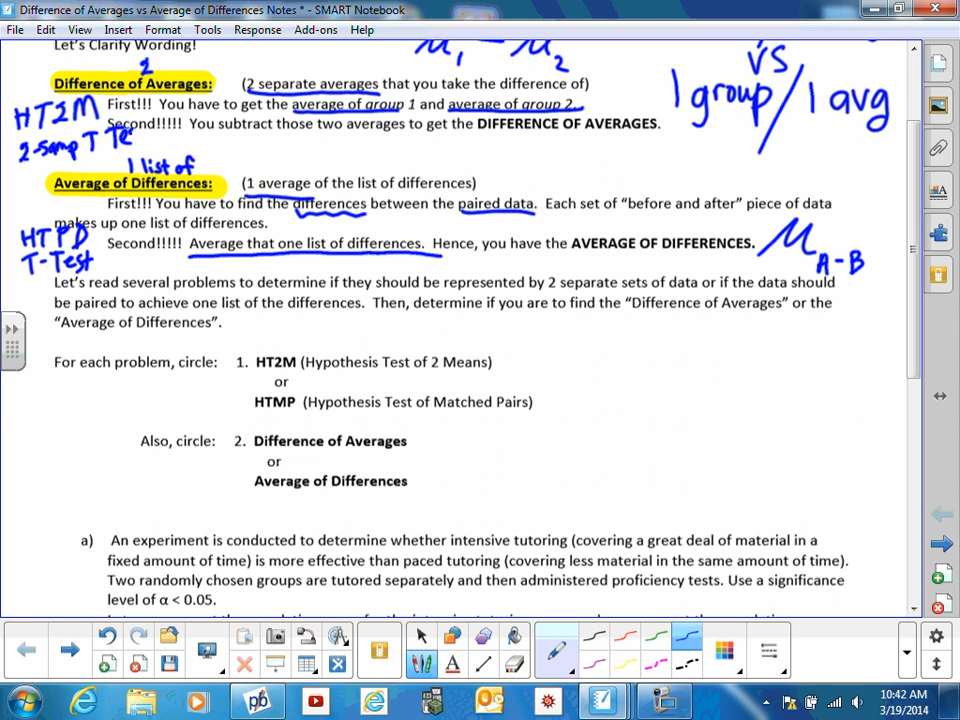 Difference of Averages vs Average of Differences Notes * - SMART Notebook
File Edit View Insert Format Tools Response Add-ons Help
Let's Clarify Wording!
μ₁ - μ₂
vs
1 group / 1 avg
2
Difference of Averages: (2 separate averages that you take the difference of)
HT2M
First!!! You have to get the average of group 1 and average of group 2.
Second!!!!! You subtract those two averages to get the DIFFERENCE OF AVERAGES.
2-Samp T Te
1 list of
Average of Differences: (1 average of the list of differences)
First!!! You have to find the differences between the paired data. Each set of "before and after" piece of data
makes up one list of differences.
HTPD
Second!!!!! Average that one list of differences. Hence, you have the AVERAGE OF DIFFERENCES.
T-Test
μ A-B
Let's read several problems to determine if they should be represented by 2 separate sets of data or if the data should
be paired to achieve one list of the differences. Then, determine if you are to find the "Difference of Averages" or the
"Average of Differences".
For each problem, circle: 1. HT2M (Hypothesis Test of 2 Means)
or
HTMP (Hypothesis Test of Matched Pairs)
Also, circle: 2. Difference of Averages
or
Average of Differences
a) An experiment is conducted to determine whether intensive tutoring (covering a great deal of material in a
fixed amount of time) is more effective than paced tutoring (covering less material in the same amount of time).
Two randomly chosen groups are tutored separately and then administered proficiency tests. Use a significance
level of α < 0.05.
10:42 AM
3/19/2014